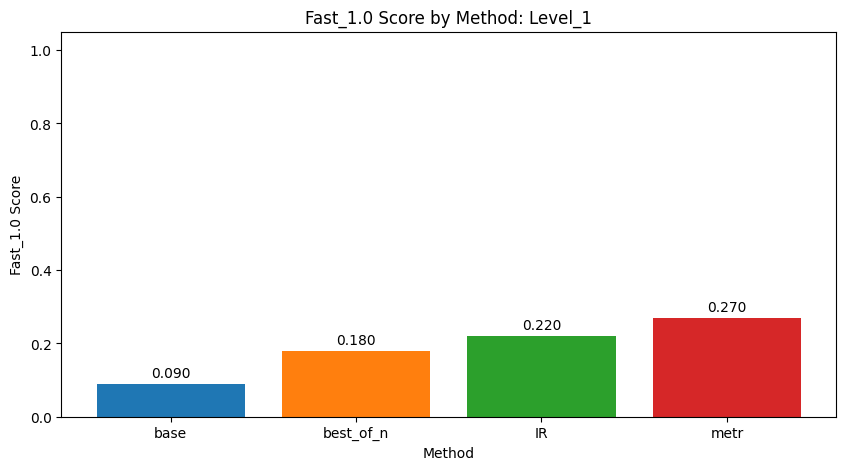 Fast_1.0 Score by Method: Level_1
Fast_1.0 Score
1.0
0.8
0.6
0.4
0.2
0.0
0.090
0.180
0.220
0.270
base
best_of_n
IR
metr
Method